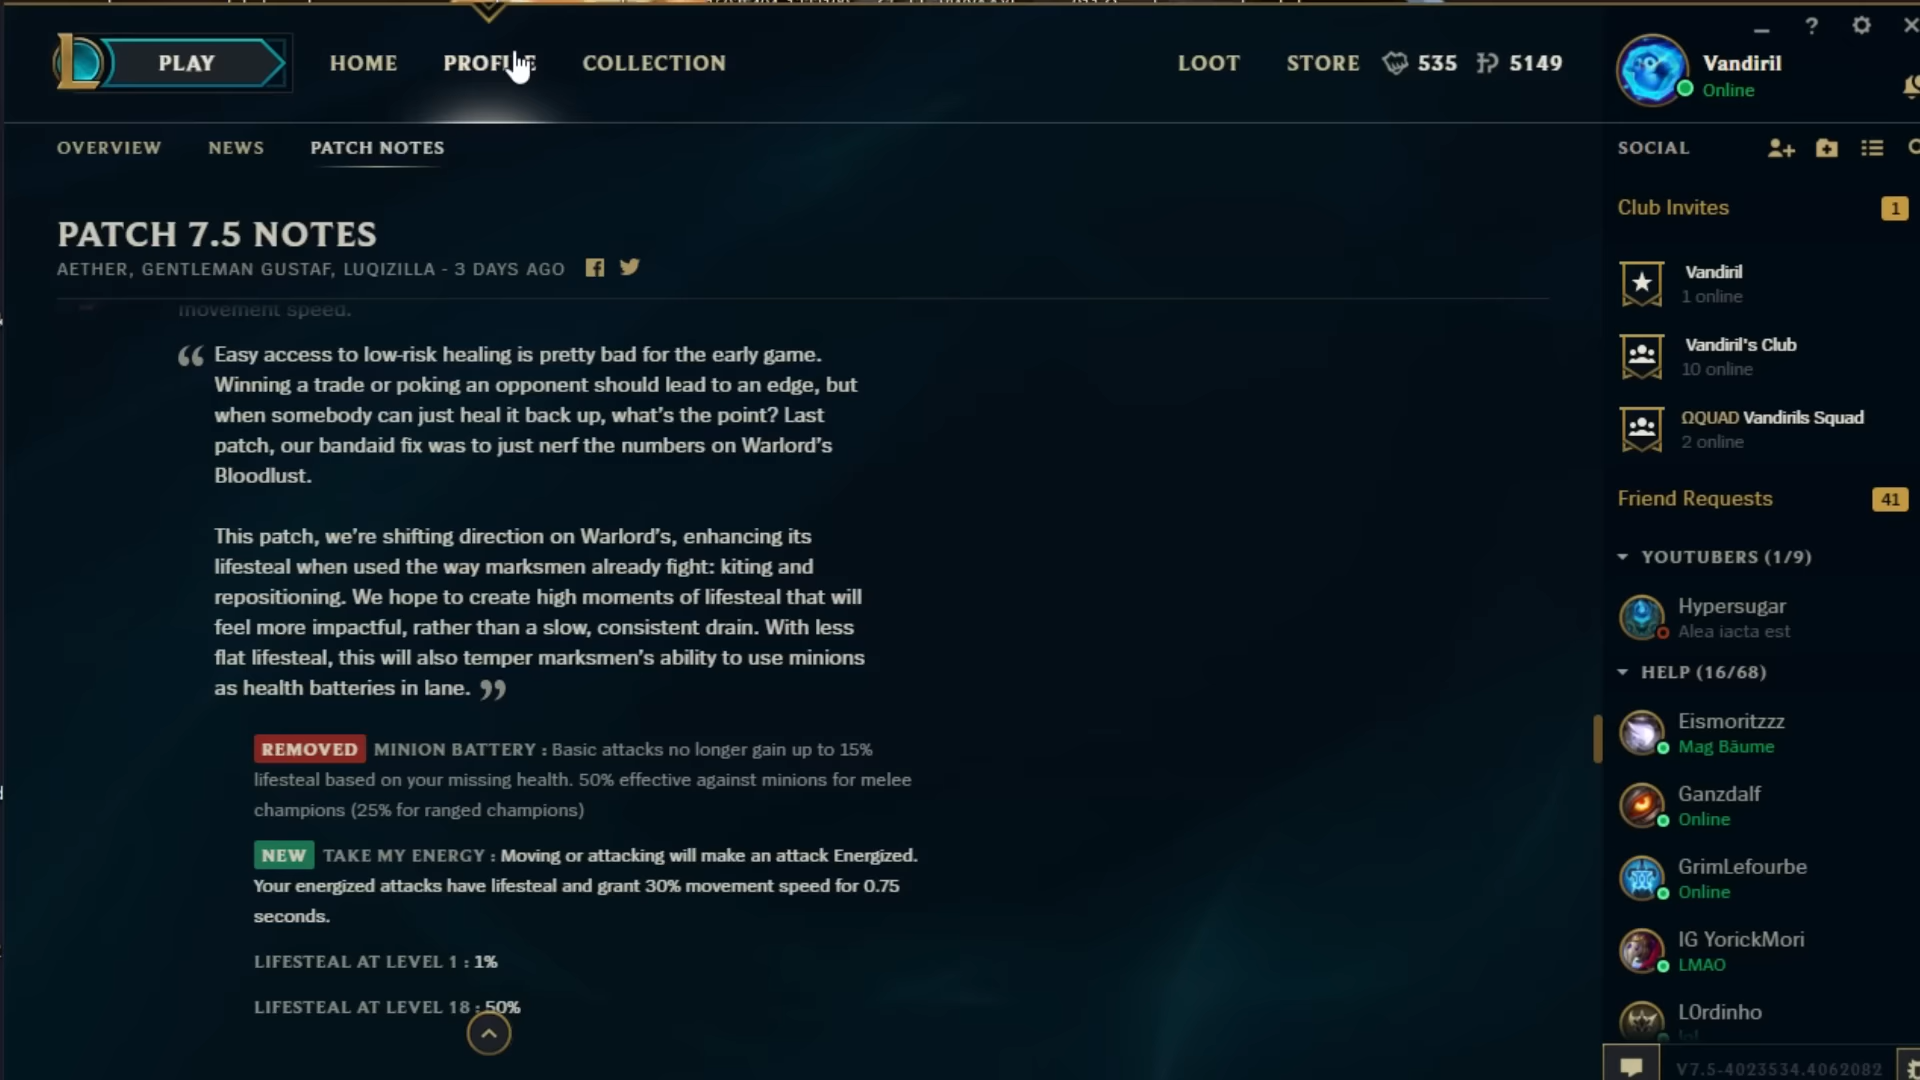 PLAY
HOME
PROFILE
COLLECTION
LOOT
STORE
535
5149
Vandiril
Online
OVERVIEW
NEWS
PATCH NOTES
SOCIAL
PATCH 7.5 NOTES
AETHER, GENTLEMAN GUSTAF, LUQIZILLA - 3 DAYS AGO
movement speed.
“ Easy access to low-risk healing is pretty bad for the early game.
Winning a trade or poking an opponent should lead to an edge, but
when somebody can just heal it back up, what's the point? Last
patch, our bandaid fix was to just nerf the numbers on Warlord's
Bloodlust.
This patch, we're shifting direction on Warlord's, enhancing its
lifesteal when used the way marksmen already fight: kiting and
repositioning. We hope to create high moments of lifesteal that will
feel more impactful, rather than a slow, consistent drain. With less
flat lifesteal, this will also temper marksmen's ability to use minions
as health batteries in lane. ”
REMOVED MINION BATTERY : Basic attacks no longer gain up to 15%
lifesteal based on your missing health. 50% effective against minions for melee
champions (25% for ranged champions)
NEW TAKE MY ENERGY : Moving or attacking will make an attack Energized.
Your energized attacks have lifesteal and grant 30% movement speed for 0.75
seconds.
LIFESTEAL AT LEVEL 1 : 1%
LIFESTEAL AT LEVEL 18 : 50%
Club Invites
1
Vandiril
1 online
Vandiril's Club
10 online
ΩQUAD Vandirils Squad
2 online
Friend Requests
41
YOUTUBERS (1/9)
Hypersugar
Alea iacta est
HELP (16/68)
Eismoritzzz
Mag Bäume
Ganzdalf
Online
GrimLefourbe
Online
IG YorickMori
LMAO
L0rdinho
V7.5-4023534.4062082